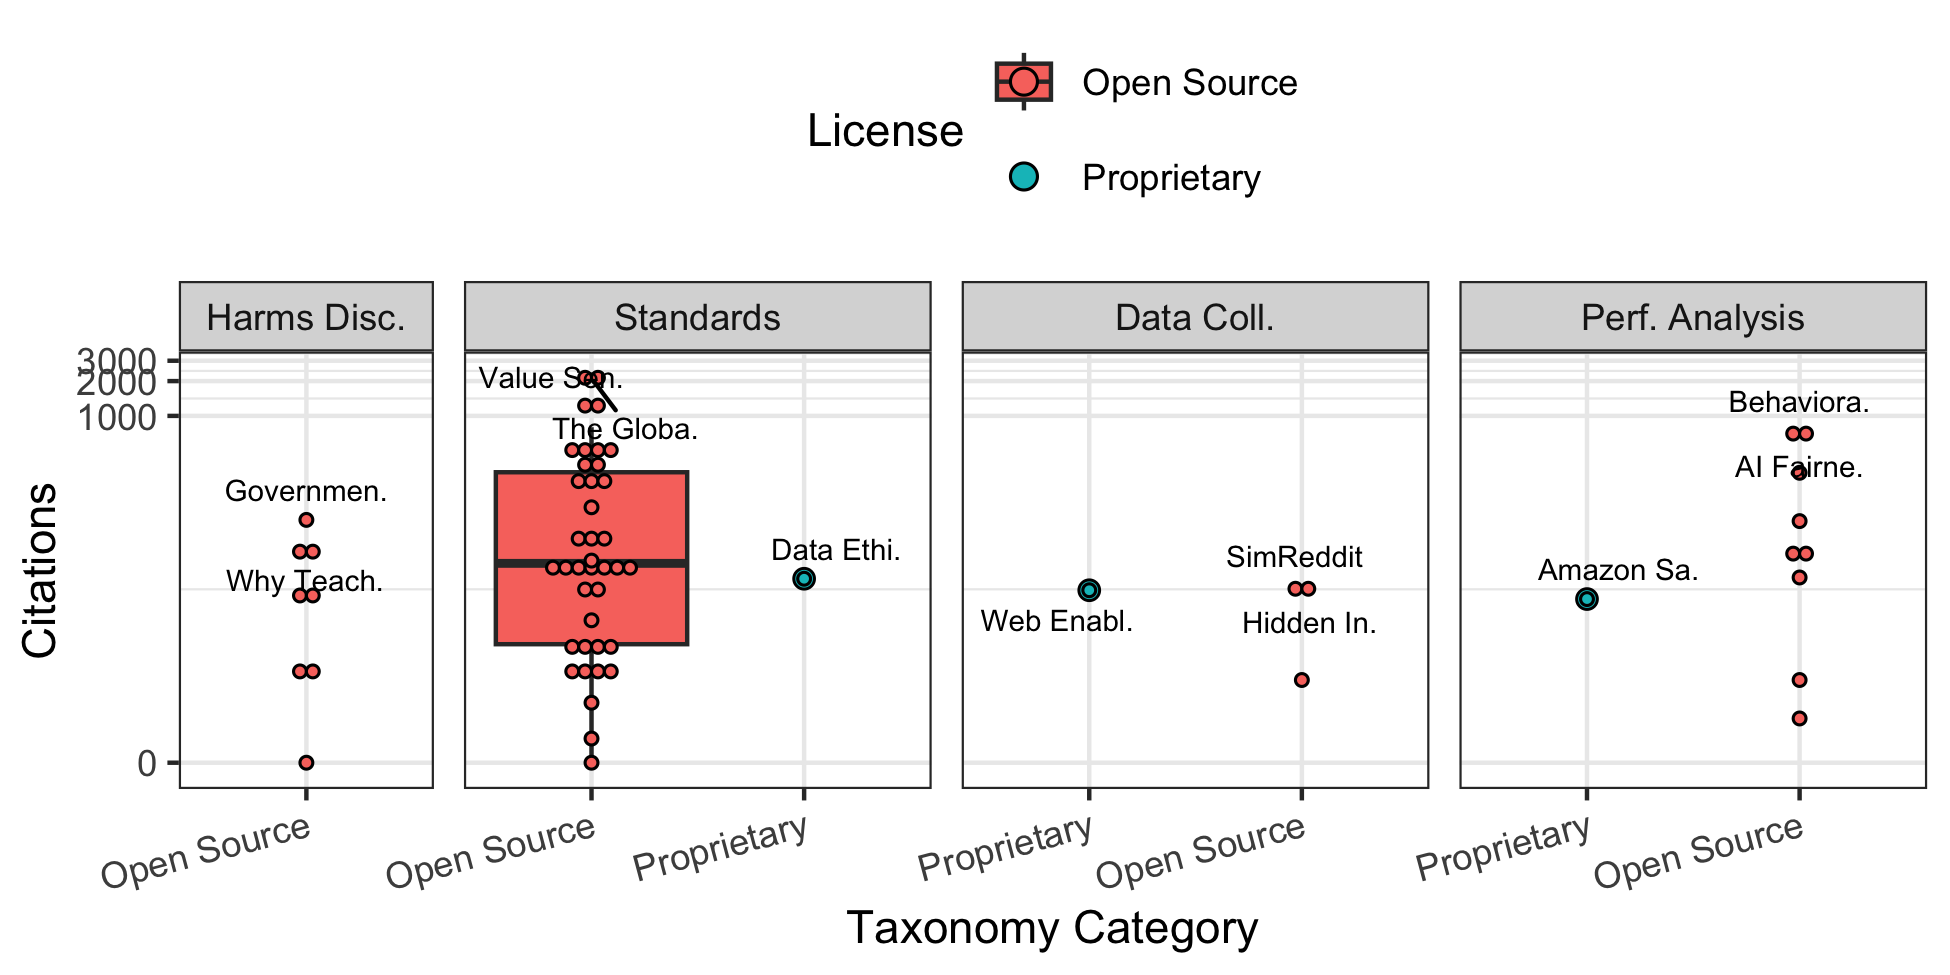 Open Source
License
Proprietary
Harms Disc.
Standards
Data Coll.
Perf. Analysis
3000
2000
1000
0
Citations
Governmen.
Why Teach.
Value Sen.
The Globa.
Data Ethi.
Web Enabl.
SimReddit
Hidden In.
Behaviora.
AI Fairne.
Amazon Sa.
Open Source
Open Source
Proprietary
Proprietary
Open Source
Proprietary
Open Source
Taxonomy Category